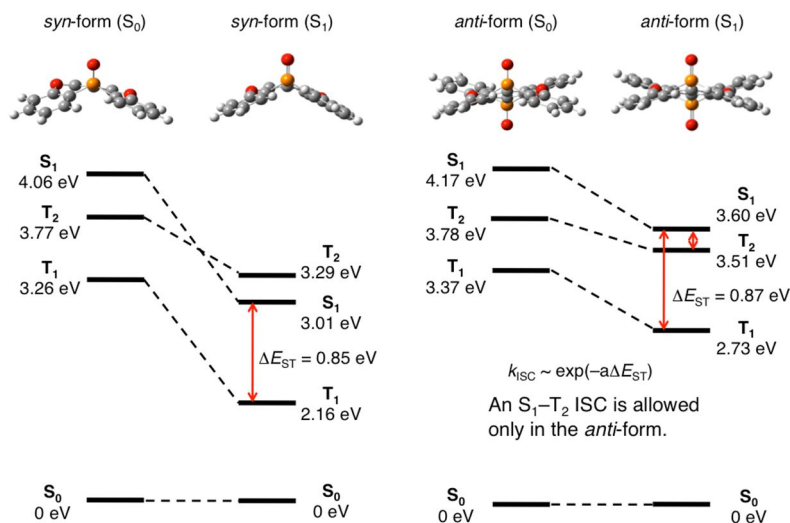 syn-form (S₀)
syn-form (S₁)
anti-form (S₀)
anti-form (S₁)
S₁
4.06 eV
T₂
3.77 eV
T₁
3.26 eV
T₂
3.29 eV
S₁
3.01 eV
ΔE_ST = 0.85 eV
T₁
2.16 eV
S₀
0 eV
S₀
0 eV
S₁
4.17 eV
T₂
3.78 eV
T₁
3.37 eV
S₁
3.60 eV
T₂
3.51 eV
ΔE_ST = 0.87 eV
T₁
2.73 eV
k_ISC ~ exp(–aΔE_ST)
An S₁–T₂ ISC is allowed
only in the anti-form.
S₀
0 eV
S₀
0 eV